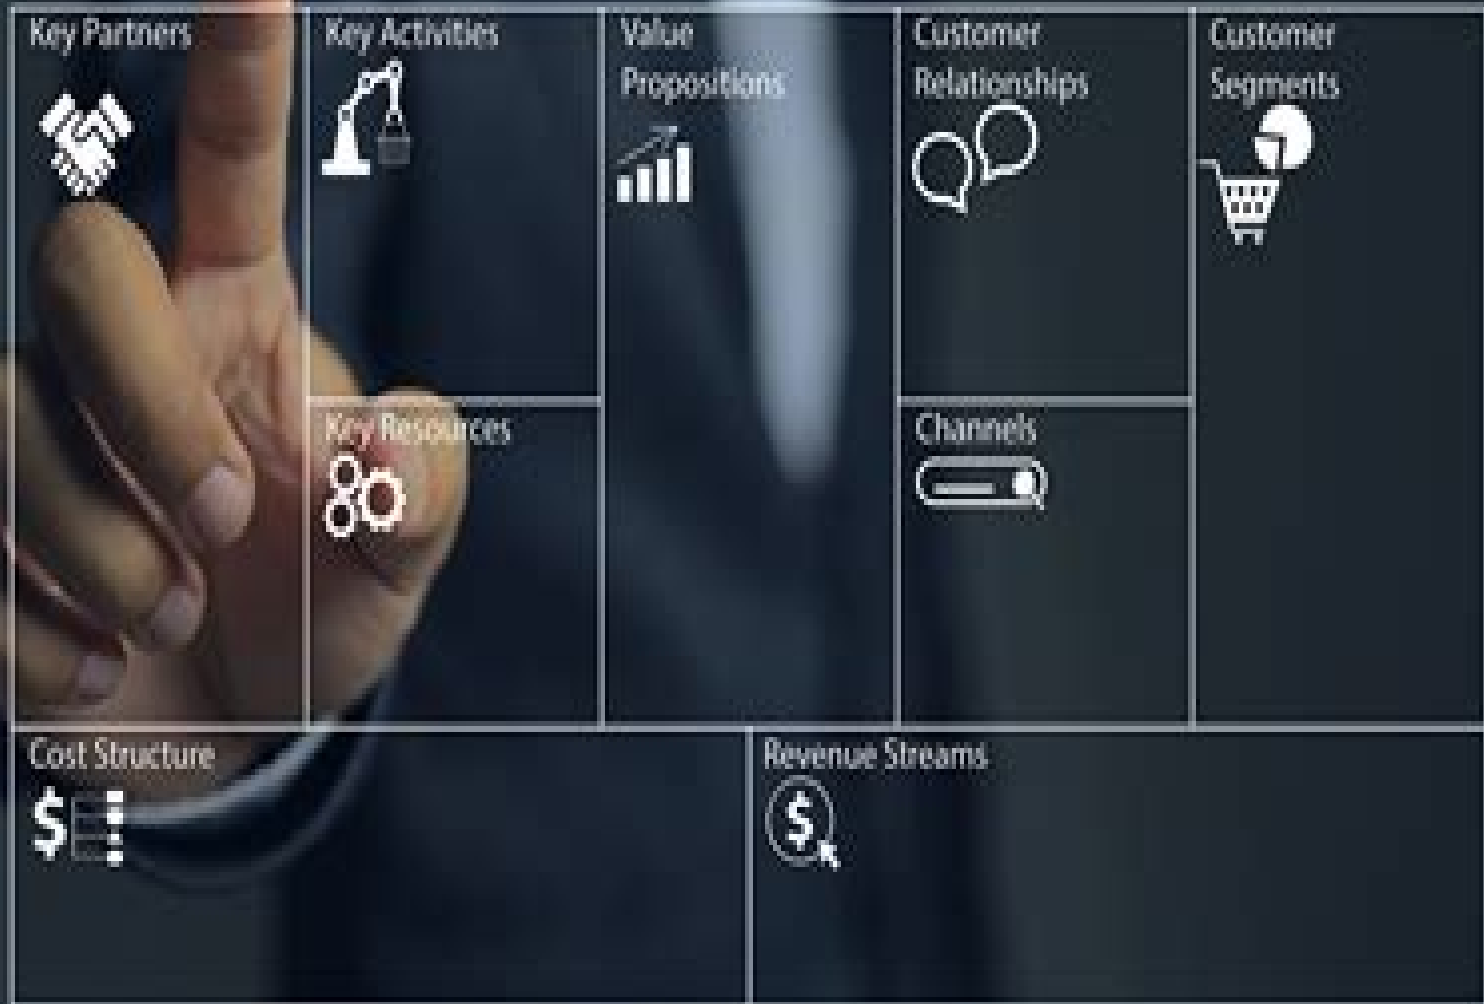 Key Partners
Key Activities
Value
Propositions
Customer
Relationships
Customer
Segments
Key Resources
Channels
Cost Structure
$
Revenue Streams
$